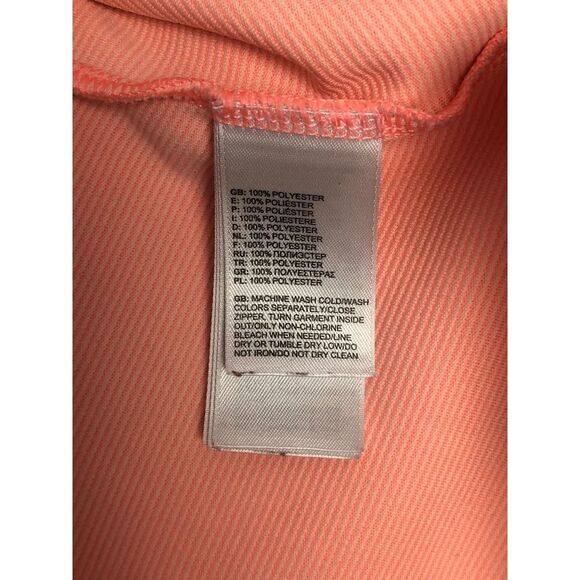 GB: 100% POLYESTER
E: 100% POLIÉSTER
P: 100% POLIÉSTER
I: 100% POLIESTERE
D: 100% POLYESTER
NL: 100% POLYESTER
F: 100% POLYESTER
RU: 100% ПОЛИЭСТЕР
TR: 100% POLYESTER
GR: 100% ΠΟΛΥΕΣΤΕΡΑΣ
PL: 100% POLYESTER
GB: MACHINE WASH COLD/WASH
COLORS SEPARATELY/CLOSE
ZIPPER, TURN GARMENT INSIDE
OUT/ONLY NON-CHLORINE
BLEACH WHEN NEEDED/LINE
DRY OR TUMBLE DRY LOW/DO
NOT IRON/DO NOT DRY CLEAN